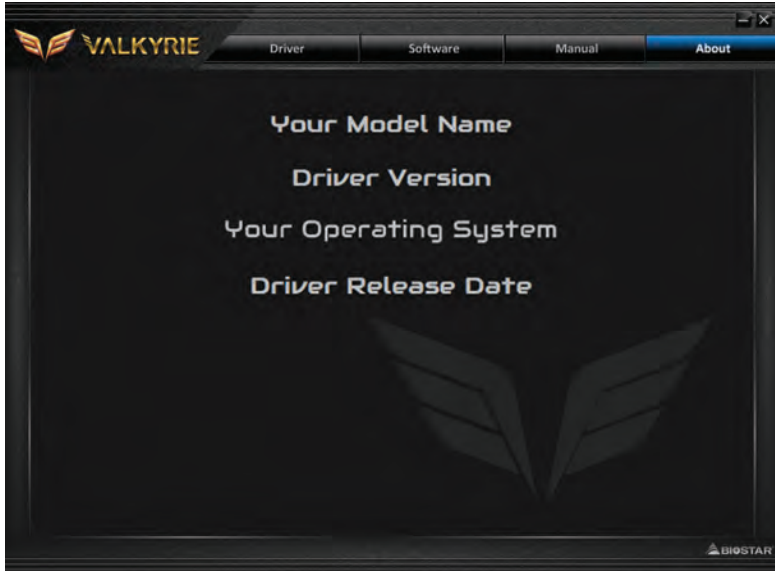 VALKYRIE
Driver Software Manual About
Your Model Name
Driver Version
Your Operating System
Driver Release Date
BIOSTAR